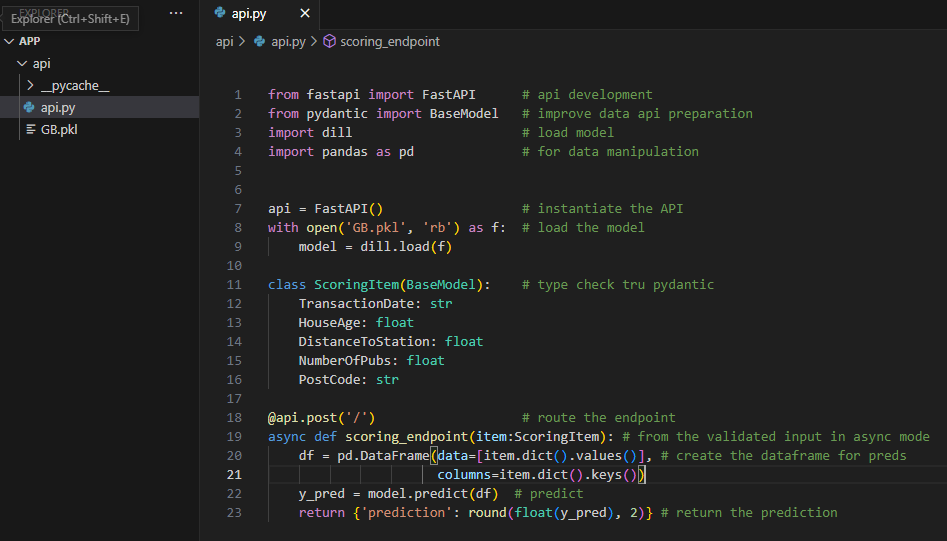 EXPLORER
Explorer (Ctrl+Shift+E)
...
APP
api
__pycache__
api.py
GB.pkl
api.py
api > api.py > scoring_endpoint
1 from fastapi import FastAPI # api development
2 from pydantic import BaseModel # improve data api preparation
3 import dill # load model
4 import pandas as pd # for data manipulation
5
6
7 api = FastAPI() # instantiate the API
8 with open('GB.pkl', 'rb') as f: # load the model
9 model = dill.load(f)
10
11 class ScoringItem(BaseModel): # type check tru pydantic
12 TransactionDate: str
13 HouseAge: float
14 DistanceToStation: float
15 NumberOfPubs: float
16 PostCode: str
17
18 @api.post('/') # route the endpoint
19 async def scoring_endpoint(item:ScoringItem): # from the validated input in async mode
20 df = pd.DataFrame(data=[item.dict().values()], # create the dataframe for preds
21 columns=item.dict().keys())
22 y_pred = model.predict(df) # predict
23 return {'prediction': round(float(y_pred), 2)} # return the prediction